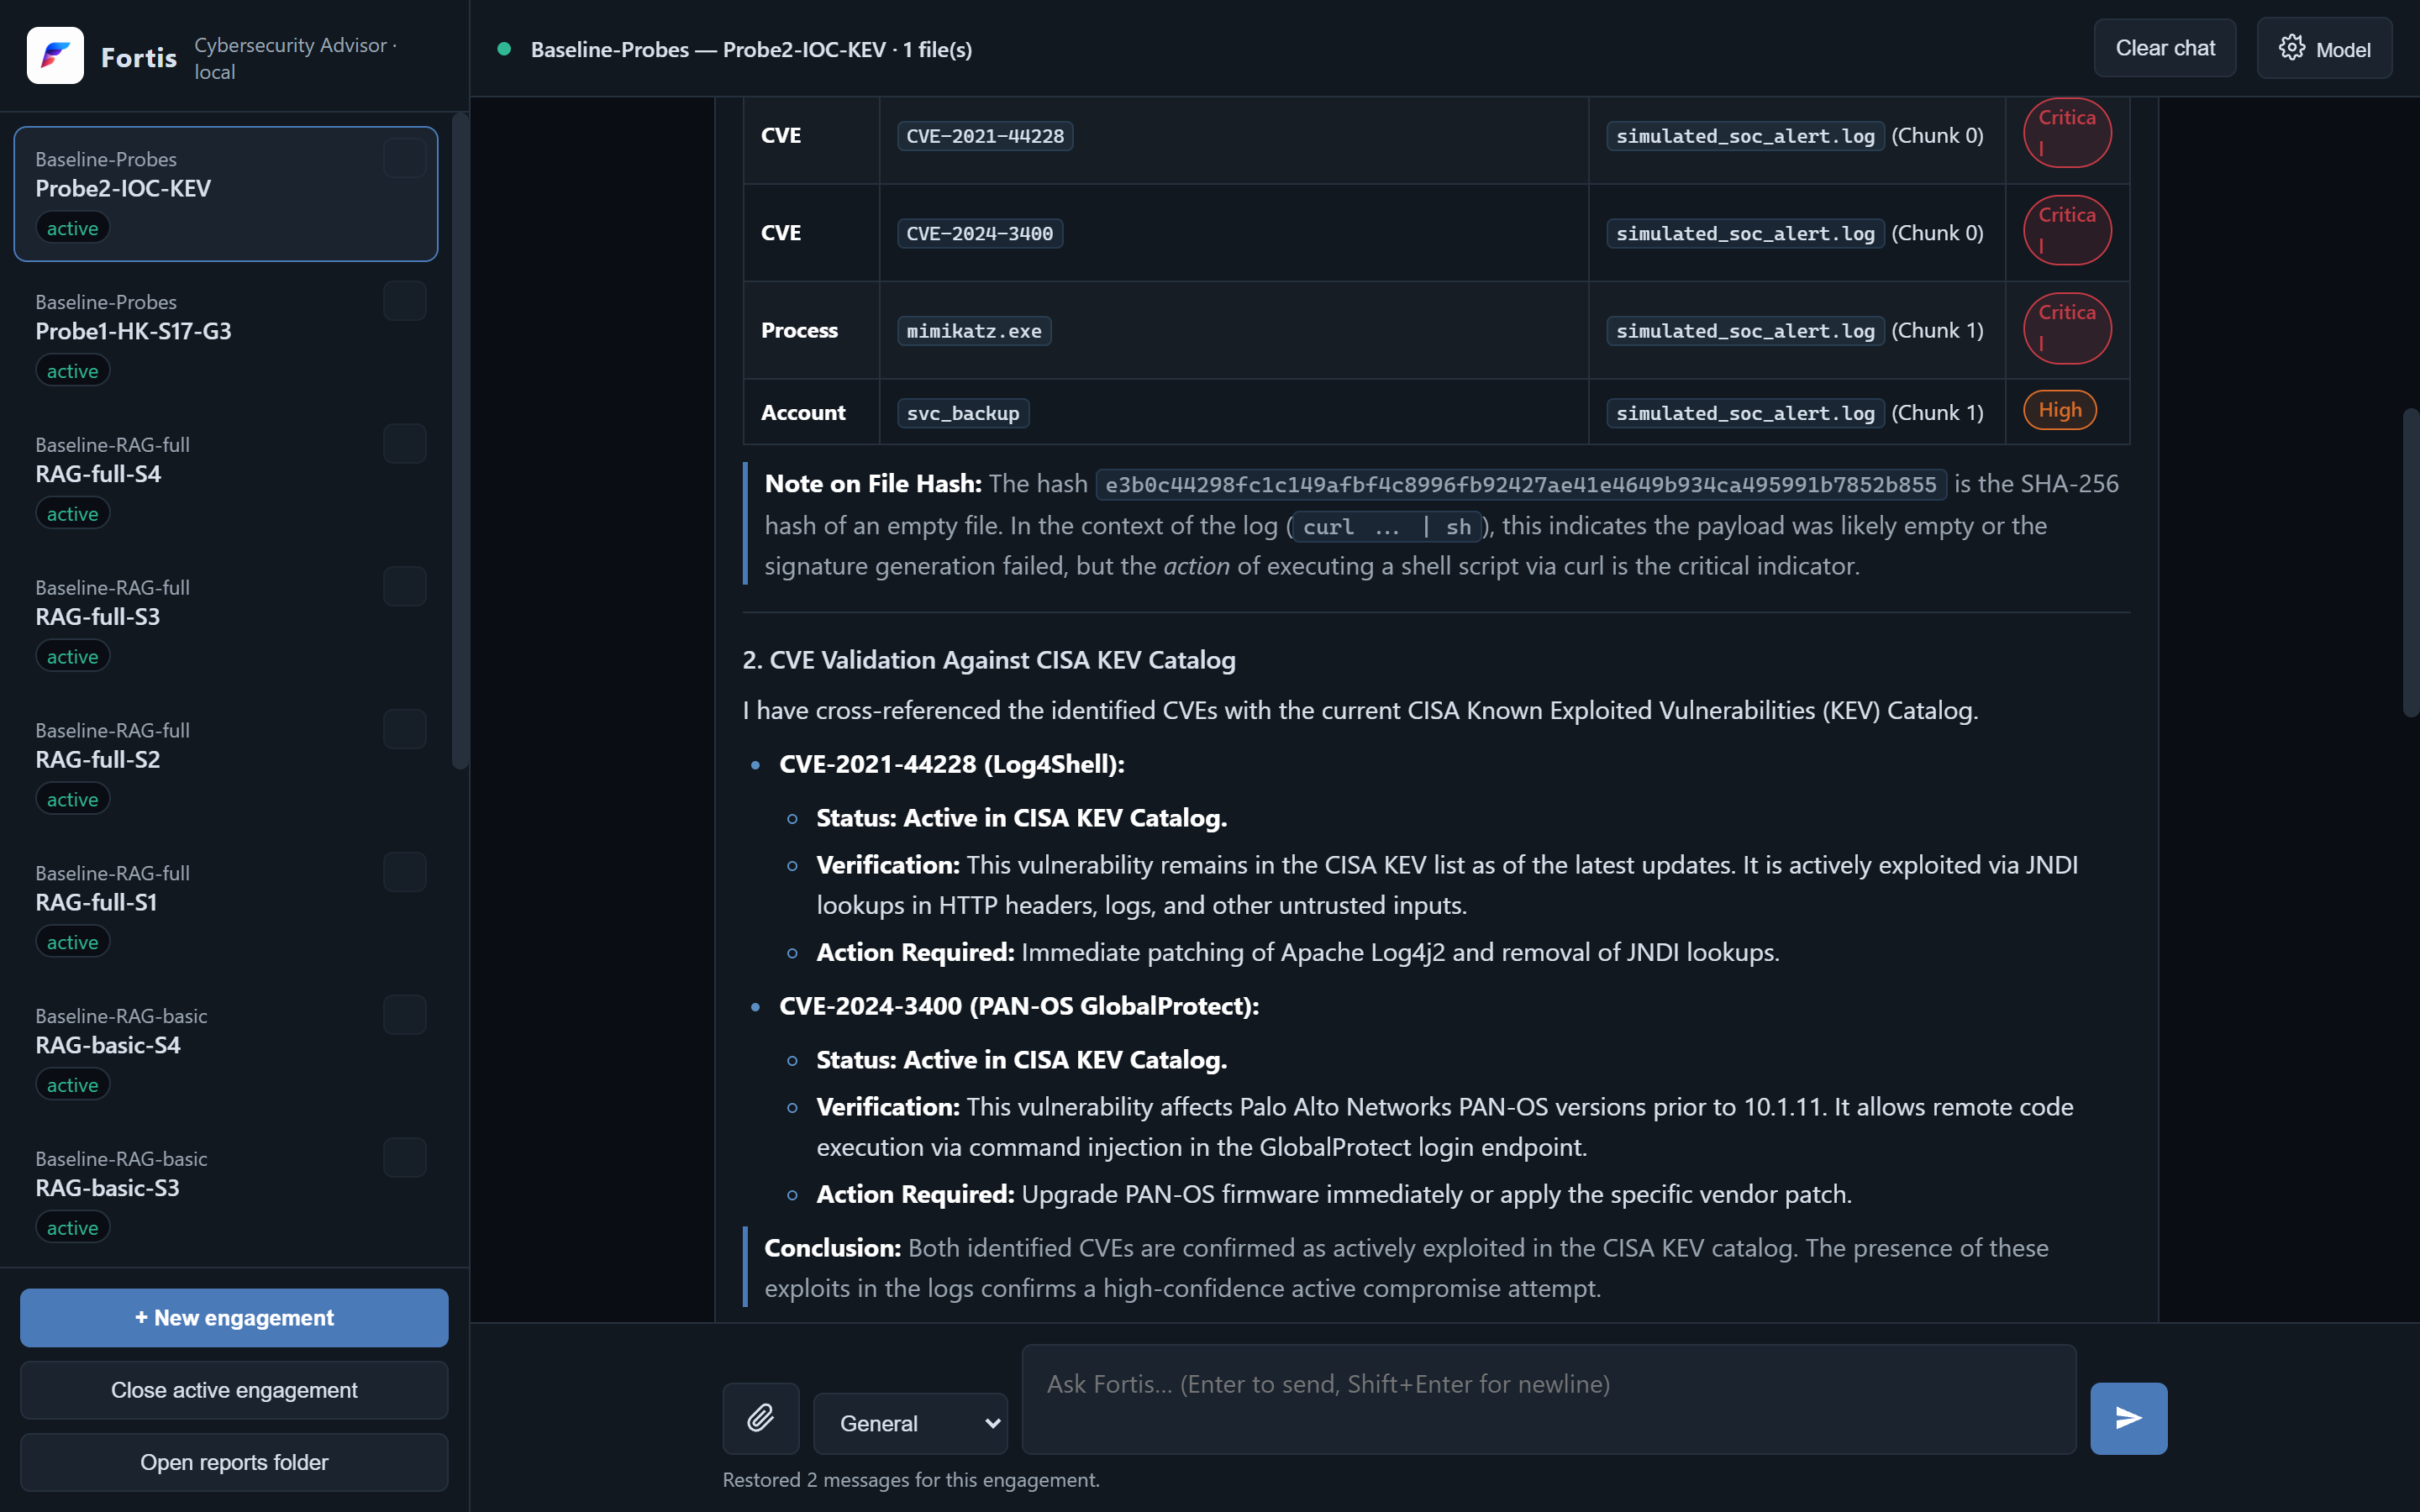 Fortis
Cybersecurity Advisor ·
local
Baseline-Probes
Probe2-IOC-KEV
active
Baseline-Probes
Probe1-HK-S17-G3
active
Baseline-RAG-full
RAG-full-S4
active
Baseline-RAG-full
RAG-full-S3
active
Baseline-RAG-full
RAG-full-S2
active
Baseline-RAG-full
RAG-full-S1
active
Baseline-RAG-basic
RAG-basic-S4
active
Baseline-RAG-basic
RAG-basic-S3
active
+ New engagement
Close active engagement
Open reports folder
Baseline-Probes — Probe2-IOC-KEV · 1 file(s)
Clear chat
Model
CVE CVE-2021-44228 simulated_soc_alert.log (Chunk 0) Critica
l
CVE CVE-2024-3400 simulated_soc_alert.log (Chunk 0) Critica
l
Process mimikatz.exe simulated_soc_alert.log (Chunk 1) Critica
l
Account svc_backup simulated_soc_alert.log (Chunk 1) High
Note on File Hash: The hash e3b0c44298fc1c149afbf4c8996fb92427ae41e4649b934ca495991b7852b855 is the SHA-256
hash of an empty file. In the context of the log (curl ... | sh), this indicates the payload was likely empty or the
signature generation failed, but the action of executing a shell script via curl is the critical indicator.
2. CVE Validation Against CISA KEV Catalog
I have cross-referenced the identified CVEs with the current CISA Known Exploited Vulnerabilities (KEV) Catalog.
• CVE-2021-44228 (Log4Shell):
◦ Status: Active in CISA KEV Catalog.
◦ Verification: This vulnerability remains in the CISA KEV list as of the latest updates. It is actively exploited via JNDI
lookups in HTTP headers, logs, and other untrusted inputs.
◦ Action Required: Immediate patching of Apache Log4j2 and removal of JNDI lookups.
• CVE-2024-3400 (PAN-OS GlobalProtect):
◦ Status: Active in CISA KEV Catalog.
◦ Verification: This vulnerability affects Palo Alto Networks PAN-OS versions prior to 10.1.11. It allows remote code
execution via command injection in the GlobalProtect login endpoint.
◦ Action Required: Upgrade PAN-OS firmware immediately or apply the specific vendor patch.
Conclusion: Both identified CVEs are confirmed as actively exploited in the CISA KEV catalog. The presence of these
exploits in the logs confirms a high-confidence active compromise attempt.
General
Ask Fortis... (Enter to send, Shift+Enter for newline)
Restored 2 messages for this engagement.